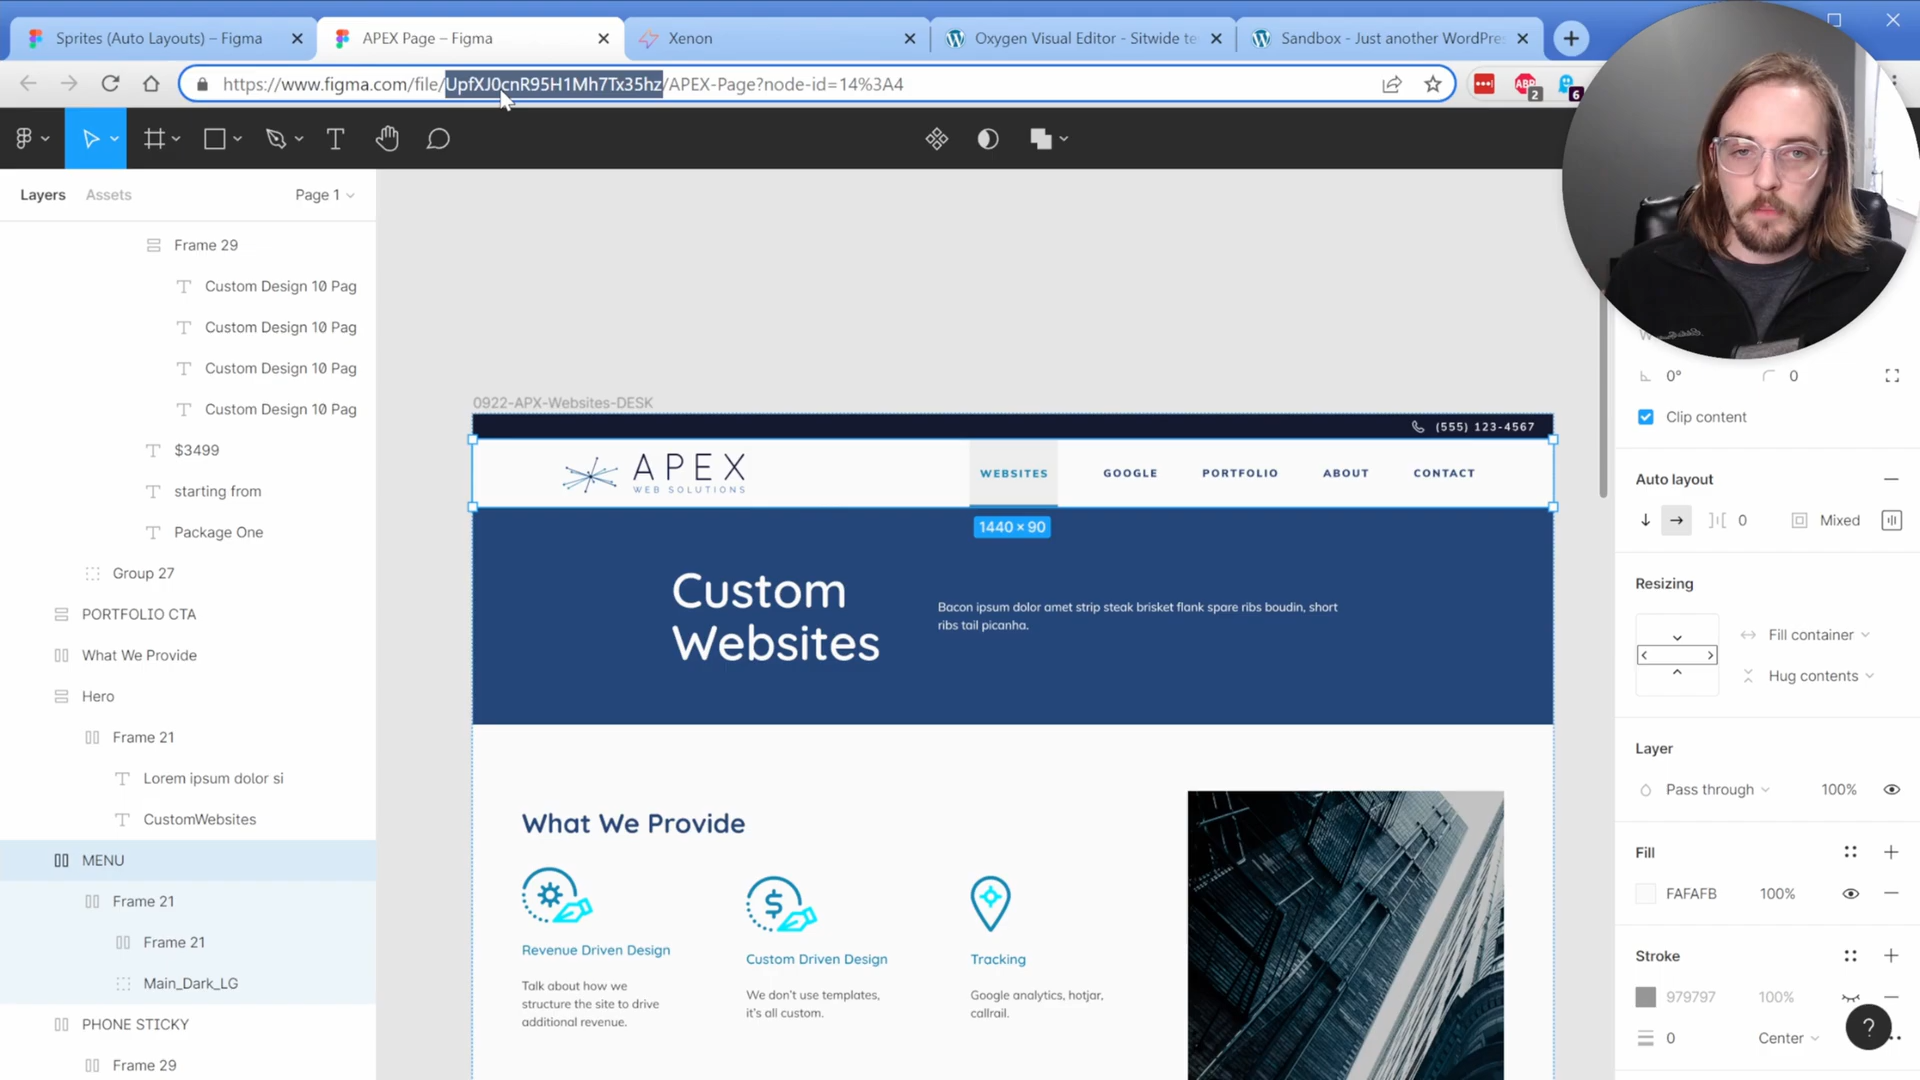 Sprites (Auto Layouts) – Figma
APEX Page – Figma
Xenon
Oxygen Visual Editor - Sitwide te
Sandbox - Just another WordPres
https://www.figma.com/file/UpfXJ0cnR95H1Mh7Tx35hz/APEX-Page?node-id=14%3A4
ABP
2
6
Layers
Assets
Page 1
Frame 29
Custom Design 10 Pag
Custom Design 10 Pag
Custom Design 10 Pag
Custom Design 10 Pag
$3499
starting from
Package One
Group 27
PORTFOLIO CTA
What We Provide
Hero
Frame 21
Lorem ipsum dolor si
CustomWebsites
MENU
Frame 21
Frame 21
Main_Dark_LG
PHONE STICKY
Frame 29
0922-APX-Websites-DESK
(555) 123-4567
APEX
WEB SOLUTIONS
WEBSITES
GOOGLE
PORTFOLIO
ABOUT
CONTACT
1440 × 90
Custom
Websites
Bacon ipsum dolor amet strip steak brisket flank spare ribs boudin, short
ribs tail picanha.
What We Provide
Revenue Driven Design
Talk about how we
structure the site to drive
additional revenue.
Custom Driven Design
We don't use templates,
it's all custom.
Tracking
Google analytics, hotjar,
callrail.
0°
0
Clip content
Auto layout
0
Mixed
Resizing
Fill container
Hug contents
Layer
Pass through
100%
Fill
FAFAFB
100%
Stroke
979797
100%
0
Center
?